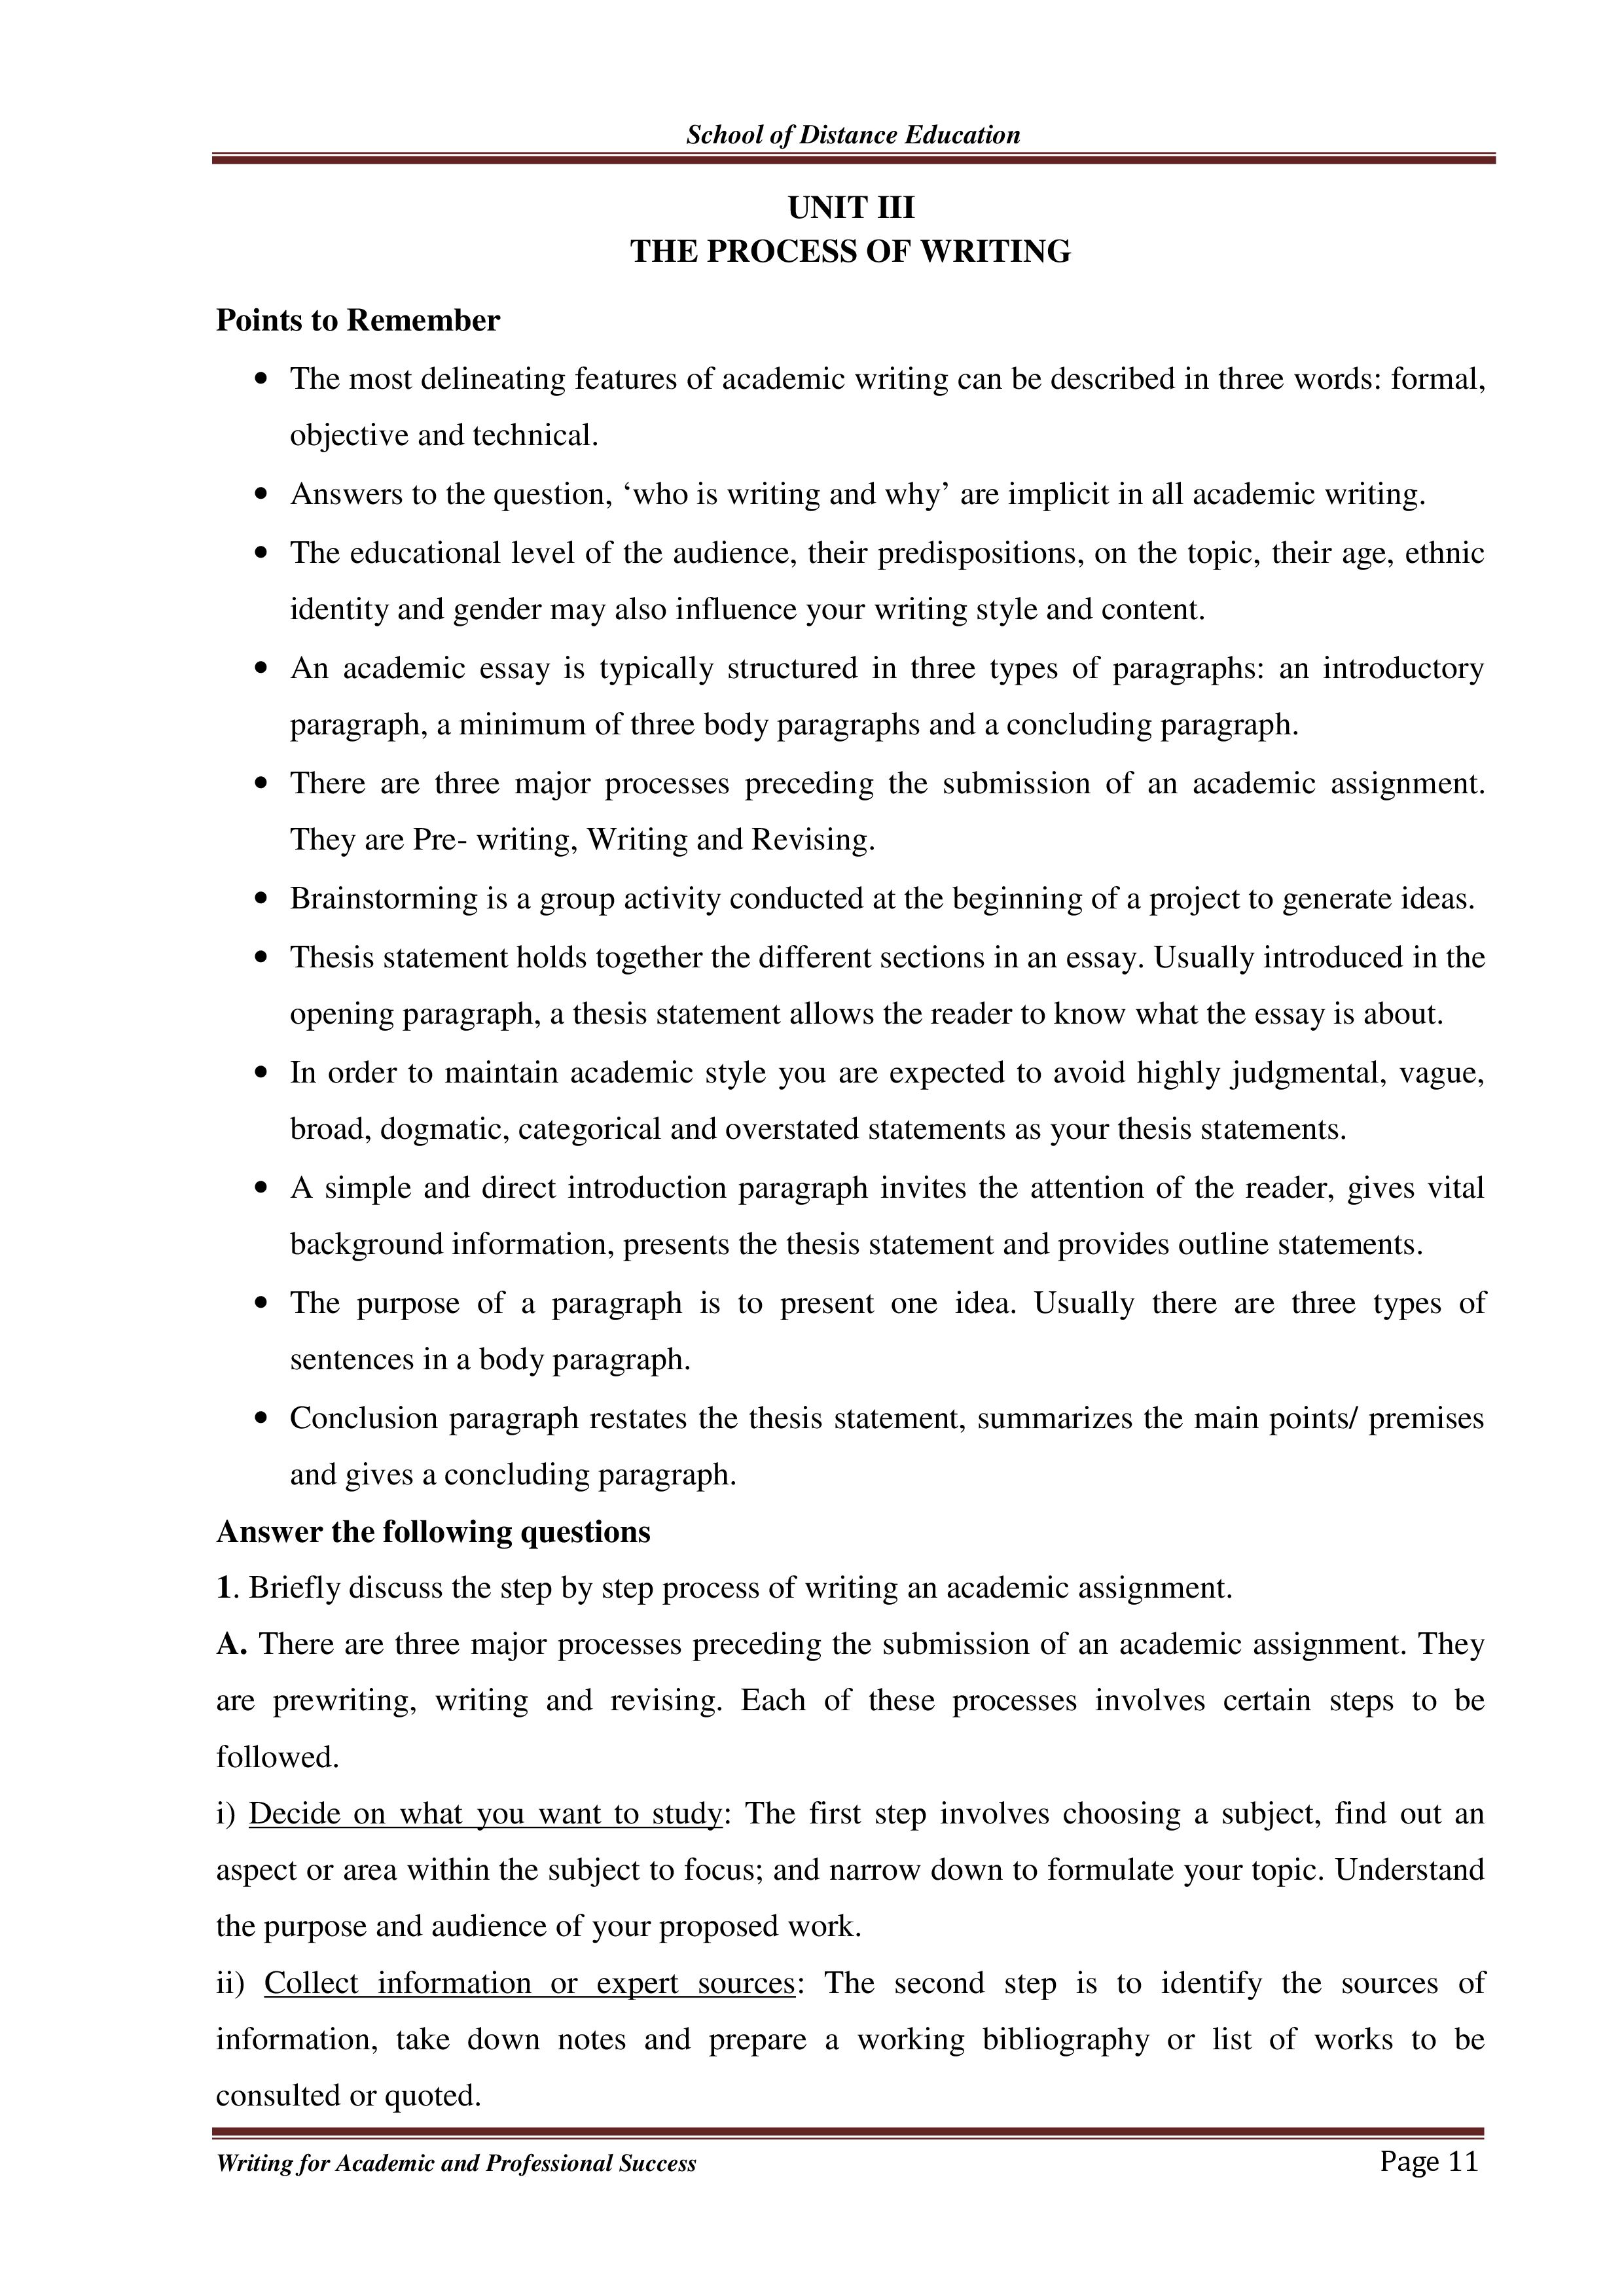 School of Distance Education
UNIT III
THE PROCESS OF WRITING
Points to Remember
• The most delineating features of academic writing can be described in three words: formal,
objective and technical.
• Answers to the question, ‘who is writing and why’ are implicit in all academic writing.
• The educational level of the audience, their predispositions, on the topic, their age, ethnic
identity and gender may also influence your writing style and content.
• An academic essay is typically structured in three types of paragraphs: an introductory
paragraph, a minimum of three body paragraphs and a concluding paragraph.
• There are three major processes preceding the submission of an academic assignment.
They are Pre- writing, Writing and Revising.
• Brainstorming is a group activity conducted at the beginning of a project to generate ideas.
• Thesis statement holds together the different sections in an essay. Usually introduced in the
opening paragraph, a thesis statement allows the reader to know what the essay is about.
• In order to maintain academic style you are expected to avoid highly judgmental, vague,
broad, dogmatic, categorical and overstated statements as your thesis statements.
• A simple and direct introduction paragraph invites the attention of the reader, gives vital
background information, presents the thesis statement and provides outline statements.
• The purpose of a paragraph is to present one idea. Usually there are three types of
sentences in a body paragraph.
• Conclusion paragraph restates the thesis statement, summarizes the main points/ premises
and gives a concluding paragraph.
Answer the following questions
1. Briefly discuss the step by step process of writing an academic assignment.
A. There are three major processes preceding the submission of an academic assignment. They
are prewriting, writing and revising. Each of these processes involves certain steps to be
followed.
i) Decide on what you want to study: The first step involves choosing a subject, find out an
aspect or area within the subject to focus; and narrow down to formulate your topic. Understand
the purpose and audience of your proposed work.
ii) Collect information or expert sources: The second step is to identify the sources of
information, take down notes and prepare a working bibliography or list of works to be
consulted or quoted.
Writing for Academic and Professional Success Page 11